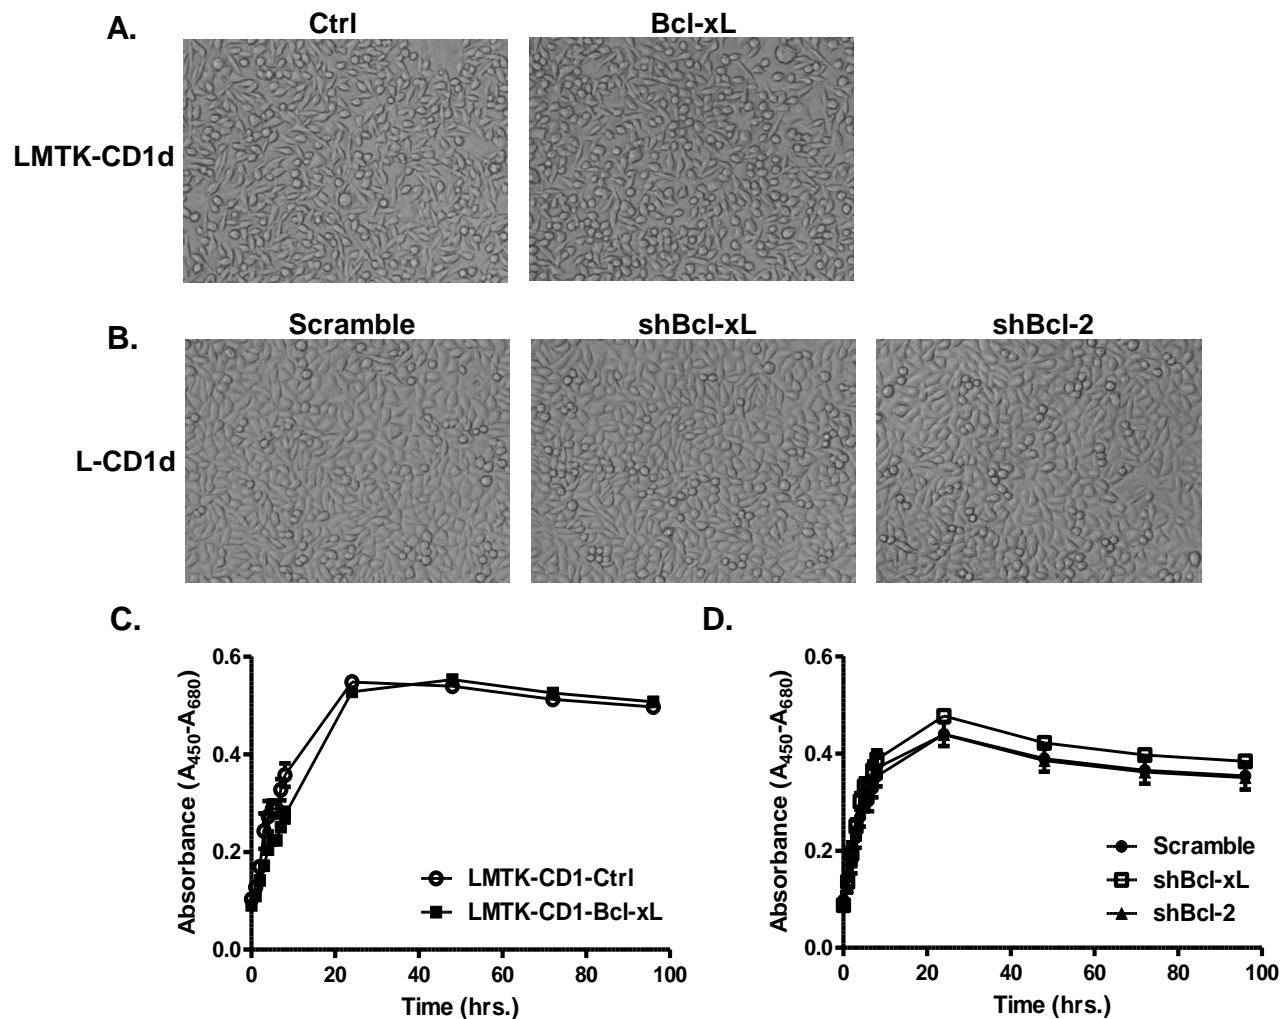 A.
Ctrl
Bcl-xL
LMTK-CD1d
B.
Scramble
shBcl-xL
shBcl-2
L-CD1d
C.
0.6
0.4
0.2
0.0
Absorbance (A450-A680)
0
20
40
60
80
100
Time (hrs.)
LMTK-CD1-Ctrl
LMTK-CD1-Bcl-xL
D.
0.6
0.4
0.2
0.0
Absorbance (A450-A680)
0
20
40
60
80
100
Time (hrs.)
Scramble
shBcl-xL
shBcl-2